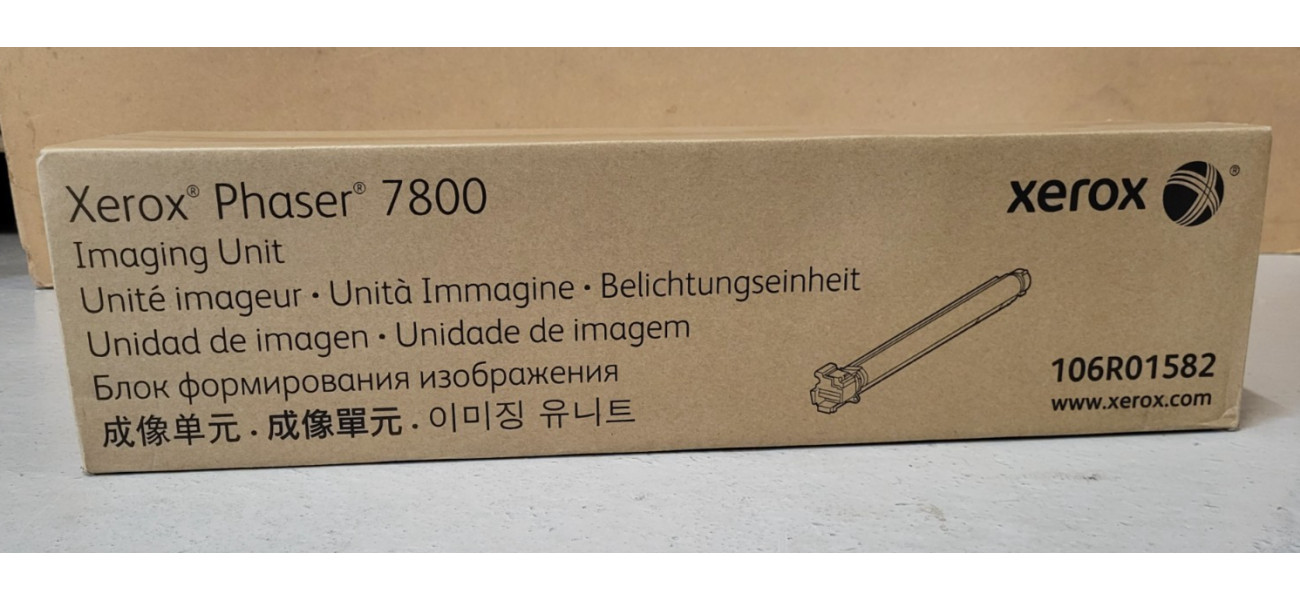 Xerox® Phaser® 7800
Imaging Unit
Unité imageur • Unità Immagine • Belichtungseinheit
Unidad de imagen • Unidade de imagem
Блок формирования изображения
成像单元 . 成像單元 . 이미징 유니트
xerox ®
106R01582
www.xerox.com